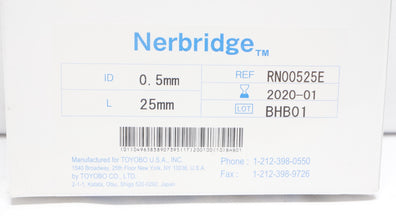 Nerbridge™
ID 0.5mm REF RN00525E
2020-01
L 25mm LOT BHB01
Manufactured for TOYOBO U.S.A., INC.
1540 Broadway, 25th Floor New York, NY 10036, U.S.A.
by TOYOBO CO., LTD.
2-1-1, Katata, Otsu, Shiga 520-0292, Japan
Phone : 1-212-398-0550
Fax : 1-212-398-9726